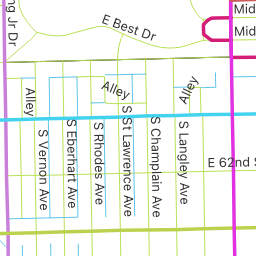 ng Jr Dr
E Best Dr
Mid
Mid
Alley
Alley
Alley
S Vernon Ave
S Eberhart Ave
S Rhodes Ave
S St Lawrence Ave
S Champlain Ave
S Langley Ave
E 62nd S